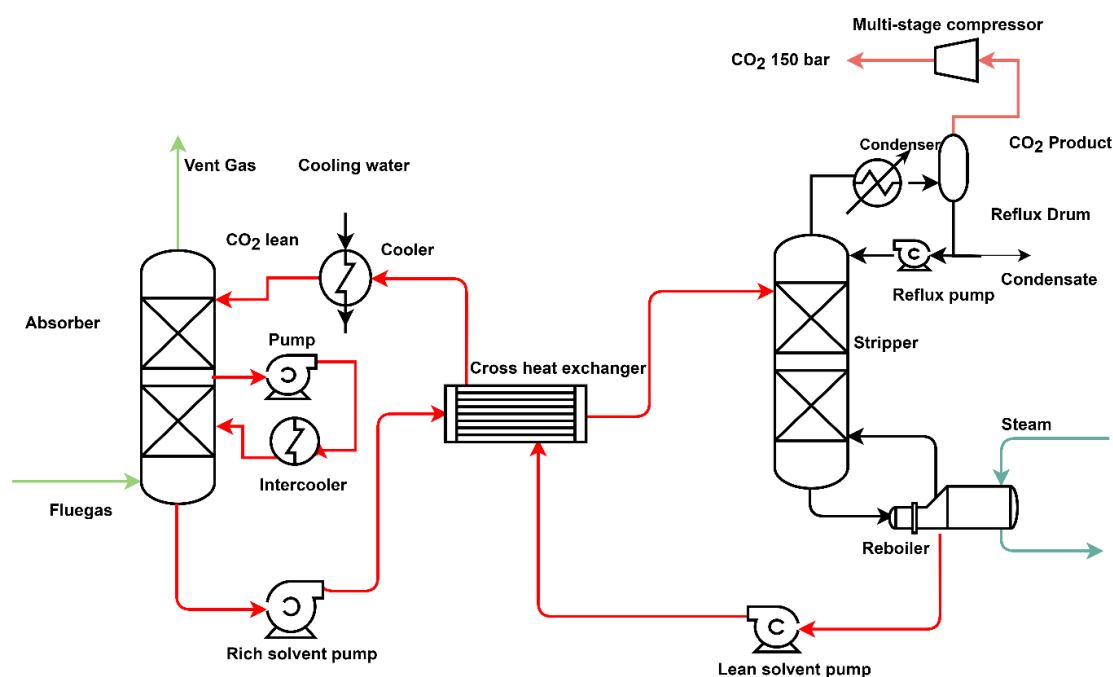 Multi-stage compressor
CO2 150 bar
Condenser
CO2 Product
Vent Gas
Cooling water
Reflux Drum
CO2 lean
Cooler
Condensate
Reflux pump
Absorber
Pump
Stripper
Cross heat exchanger
Steam
Intercooler
Fluegas
Reboiler
Rich solvent pump
Lean solvent pump